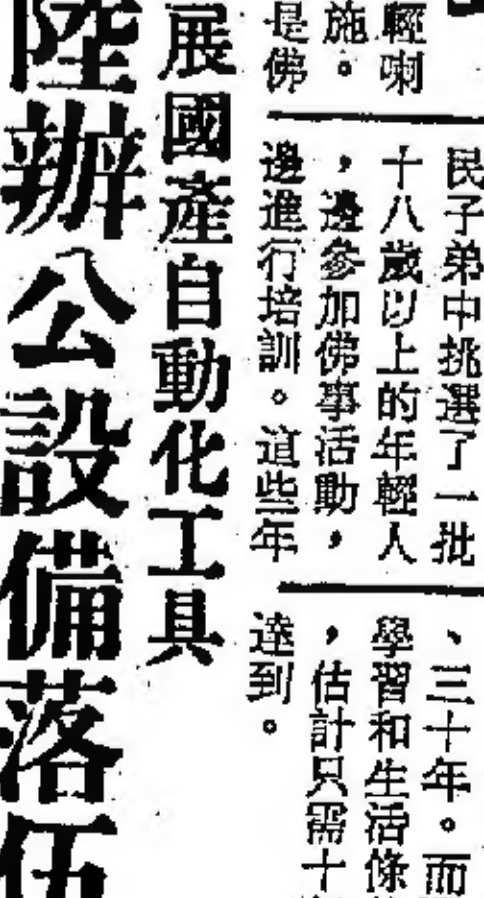 輕喇
施。
是佛
民子弟中挑選了一批
十八歲以上的年輕人
，邊參加佛事活動，
邊進行培訓。這些年
、三十年。而
學習和生活條
，估計只需十
達到。
展國產自動化工具
陸辦公設備落伍